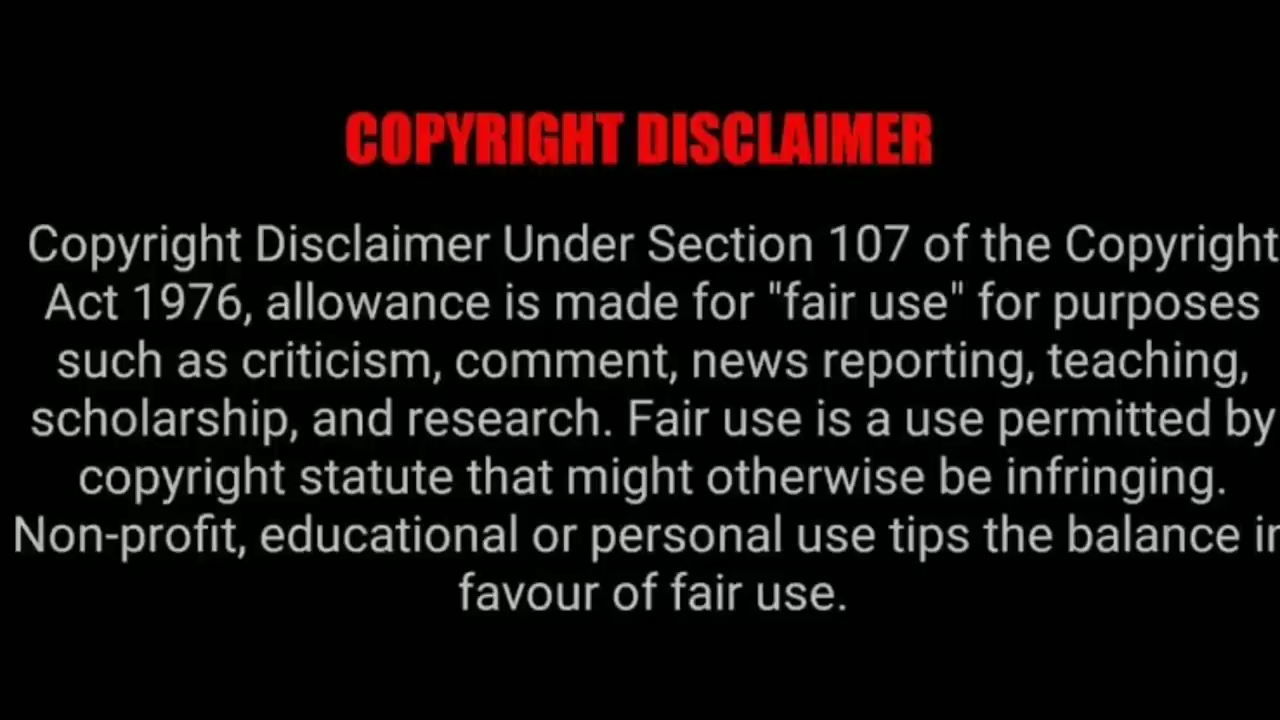 COPYRIGHT DISCLAIMER
Copyright Disclaimer Under Section 107 of the Copyright
Act 1976, allowance is made for "fair use" for purposes
such as criticism, comment, news reporting, teaching,
scholarship, and research. Fair use is a use permitted by
copyright statute that might otherwise be infringing.
Non-profit, educational or personal use tips the balance in
favour of fair use.